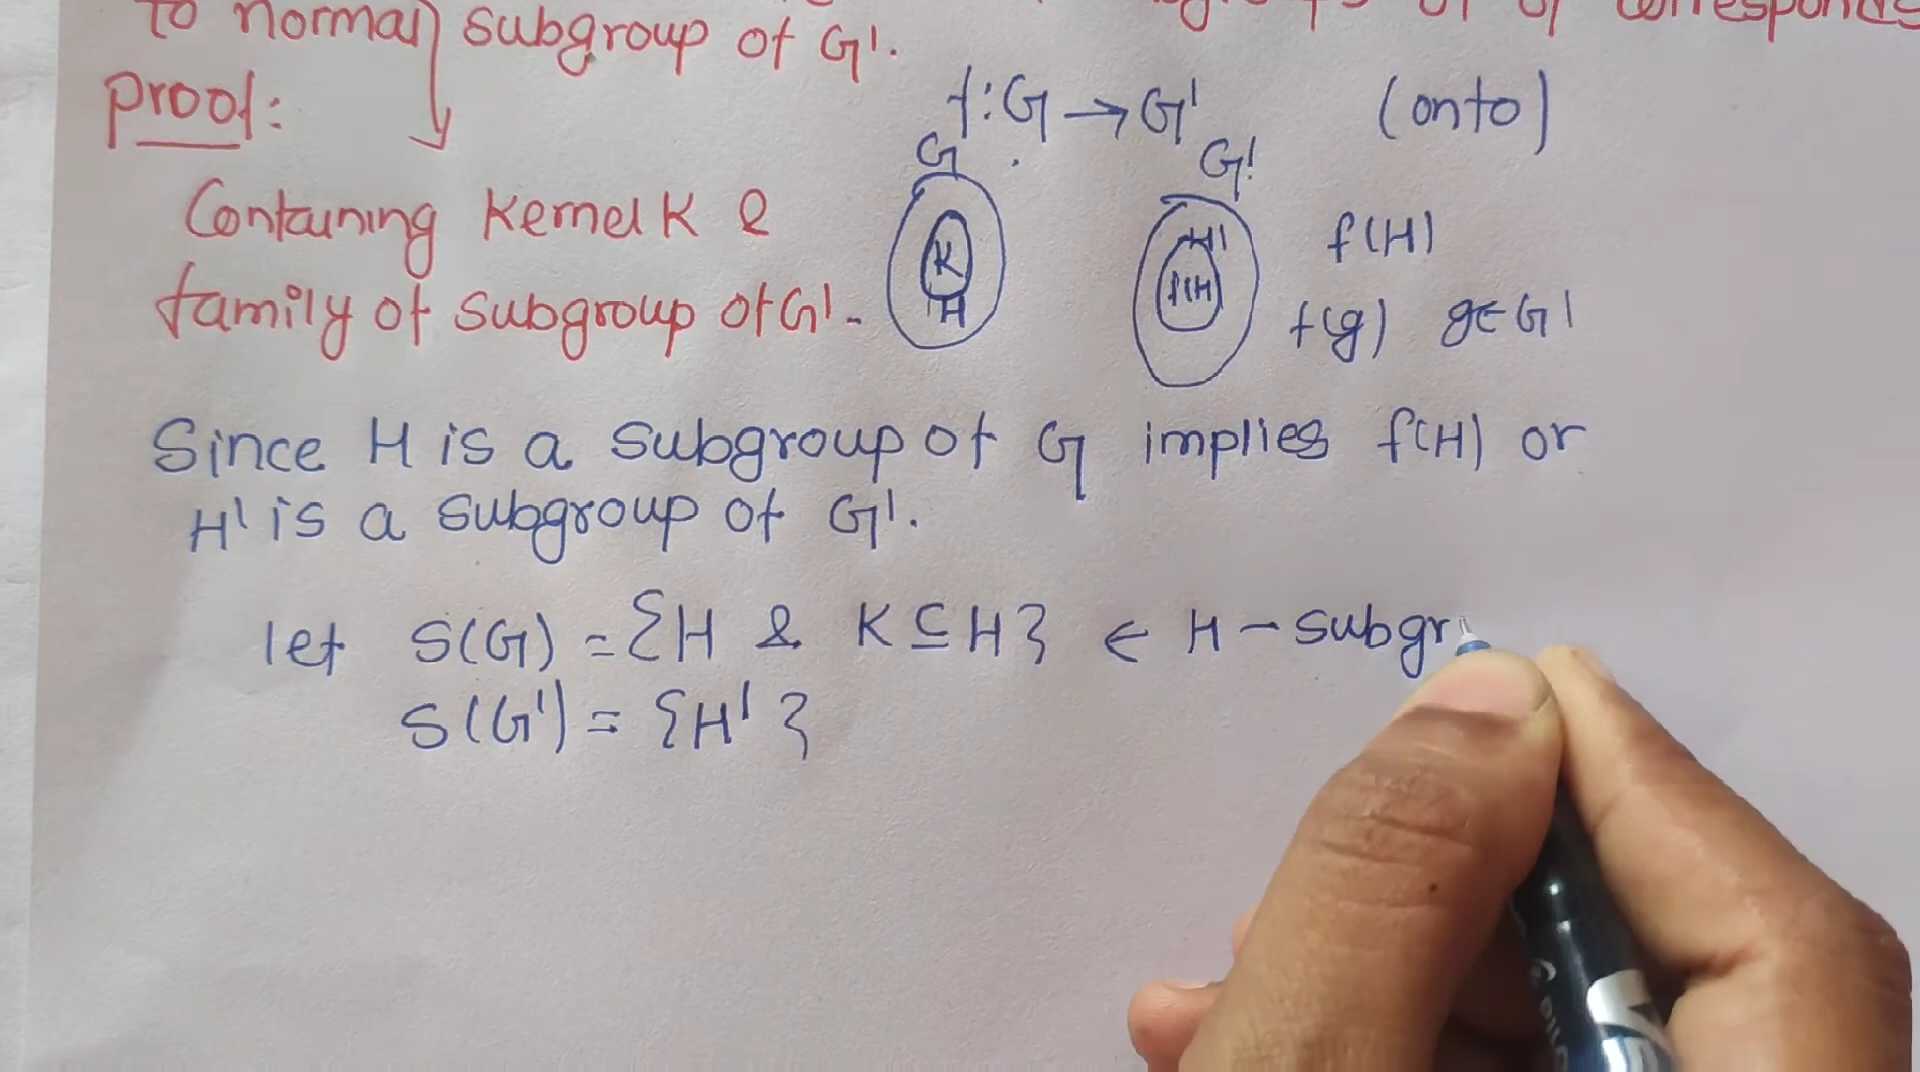 to normal subgroup of G'.
corresponds
Proof:
f:G → G' (onto)
G
G'
Containing Kernel K &
family of subgroup of G'.
K
H
H'
f(H)
f(H)
f(g) g∈G'
Since H is a subgroup of G implies f(H) or
H' is a subgroup of G'.
let S(G) = {H & K ⊆ H} ← H - subgr
S(G') = {H'}